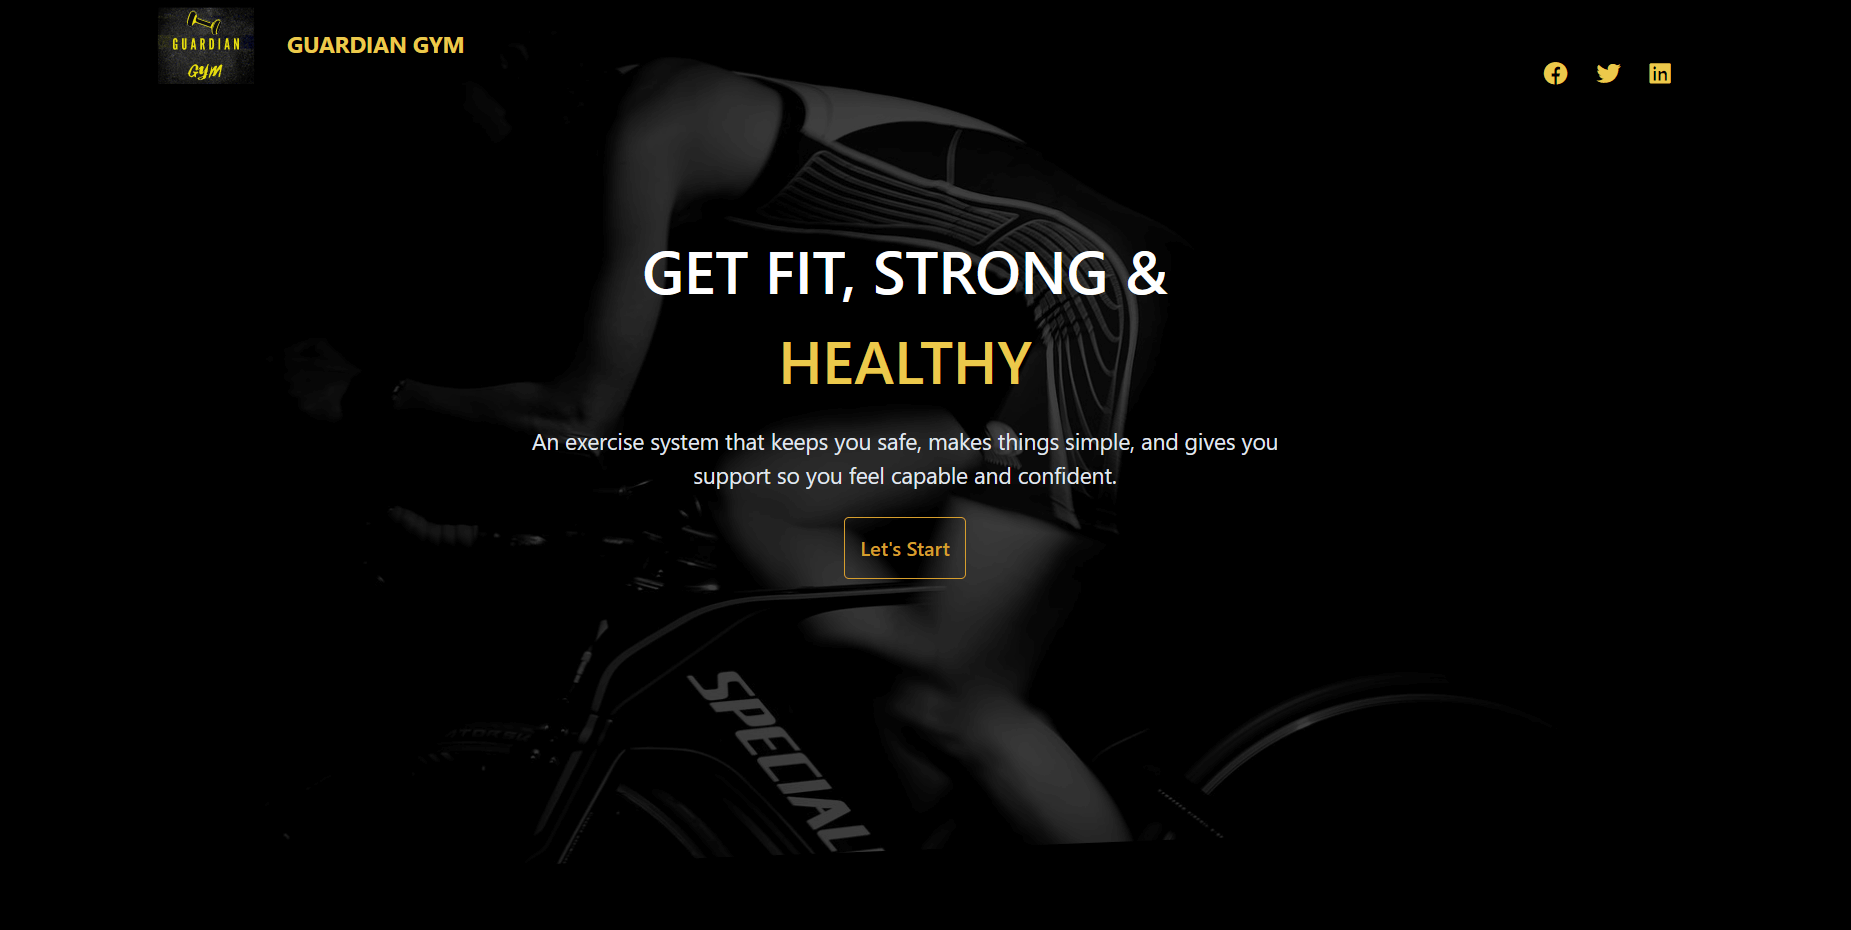 GUARDIAN
GYM
GUARDIAN GYM
GET FIT, STRONG &
HEALTHY
An exercise system that keeps you safe, makes things simple, and gives you
support so you feel capable and confident.
Let's Start
SPECIAL